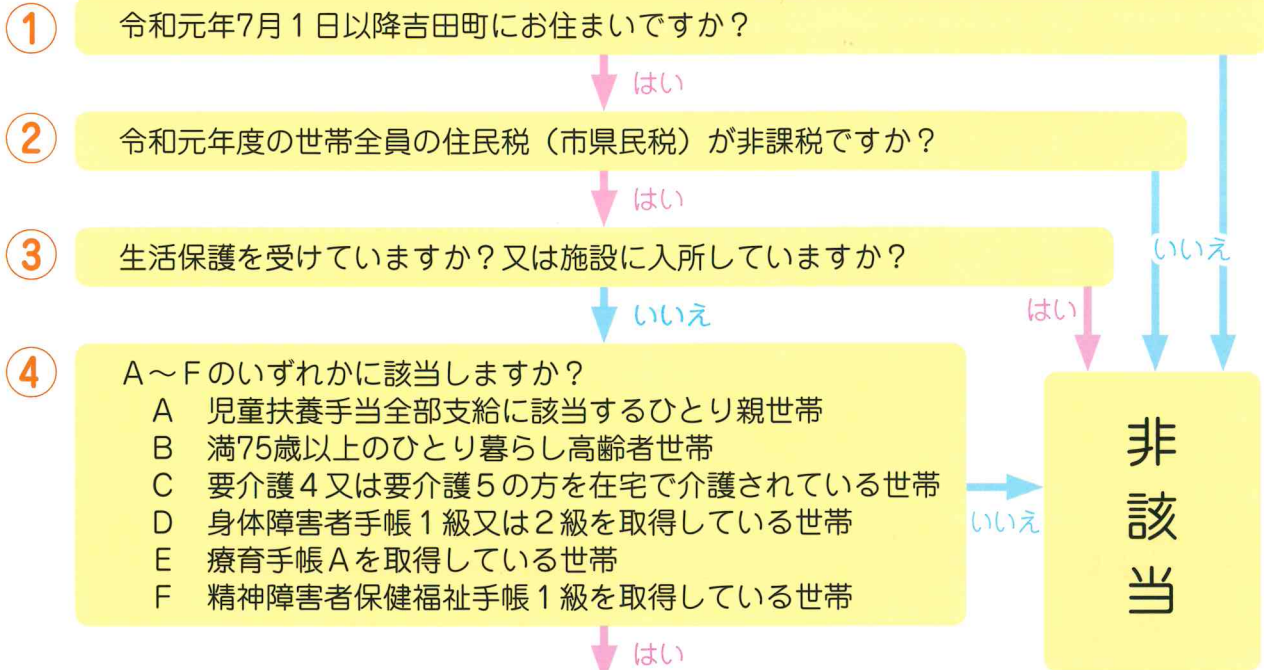 ① 令和元年7月1日以降吉田町にお住まいですか？
はい
② 令和元年度の世帯全員の住民税（市県民税）が非課税ですか？
はい
いいえ
③ 生活保護を受けていますか？又は施設に入所していますか？
いいえ
はい
④ A～Fのいずれかに該当しますか？
A 児童扶養手当全部支給に該当するひとり親世帯
B 満75歳以上のひとり暮らし高齢者世帯
C 要介護4又は要介護5の方を在宅で介護されている世帯
D 身体障害者手帳1級又は2級を取得している世帯
E 療育手帳Aを取得している世帯
F 精神障害者保健福祉手帳1級を取得している世帯
いいえ
非該当
はい